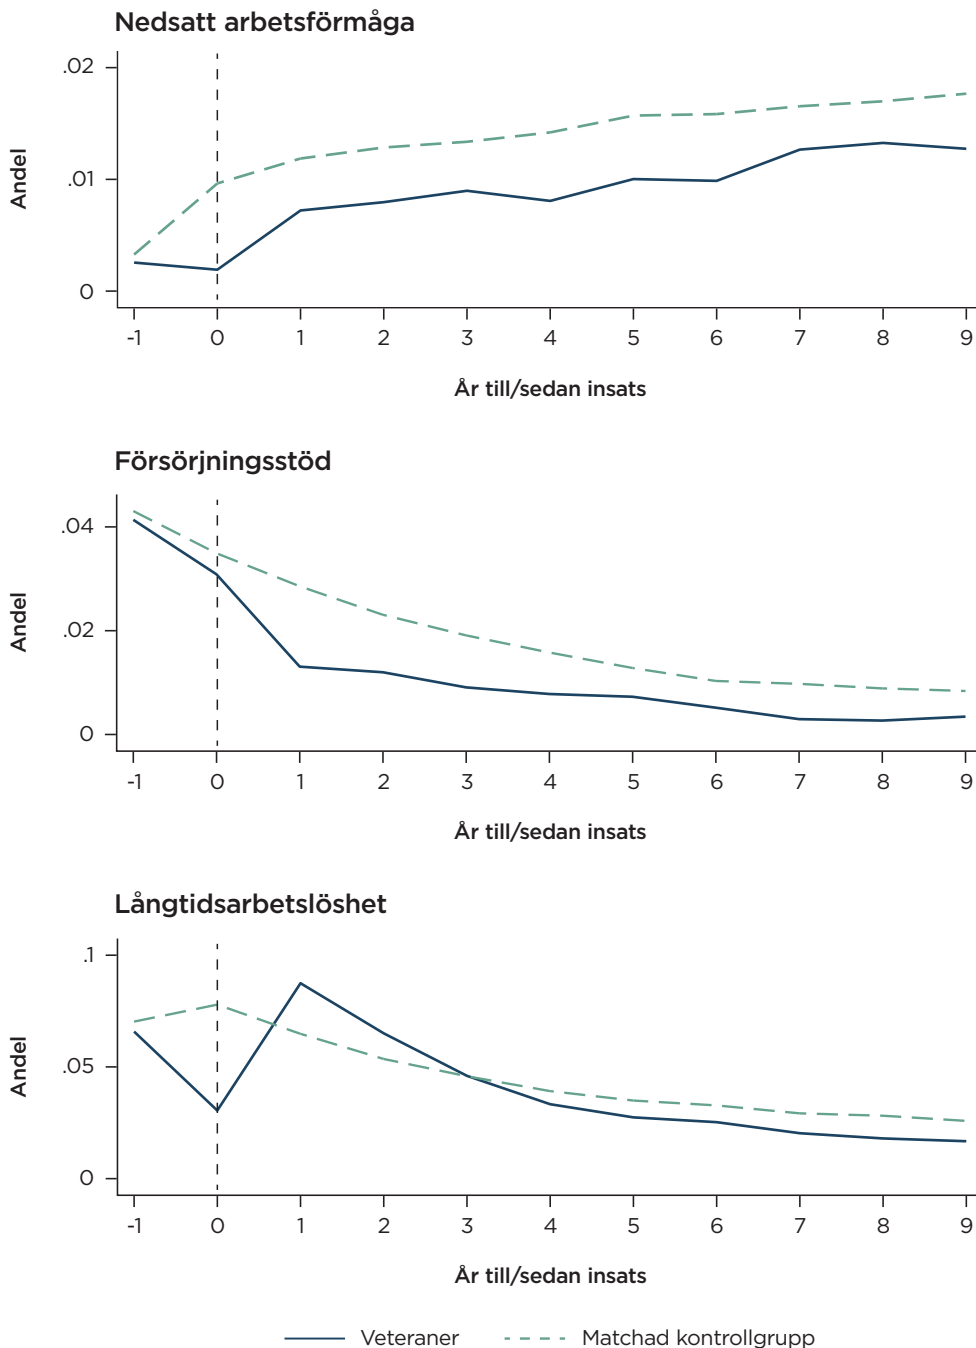 Nedsatt arbetsförmåga
.02
.01
0
Andel
-1 0 1 2 3 4 5 6 7 8 9
År till/sedan insats
Försörjningsstöd
.04
.02
0
Andel
-1 0 1 2 3 4 5 6 7 8 9
År till/sedan insats
Långtidsarbetslöshet
.1
.05
0
Andel
-1 0 1 2 3 4 5 6 7 8 9
År till/sedan insats
Veteraner Matchad kontrollgrupp